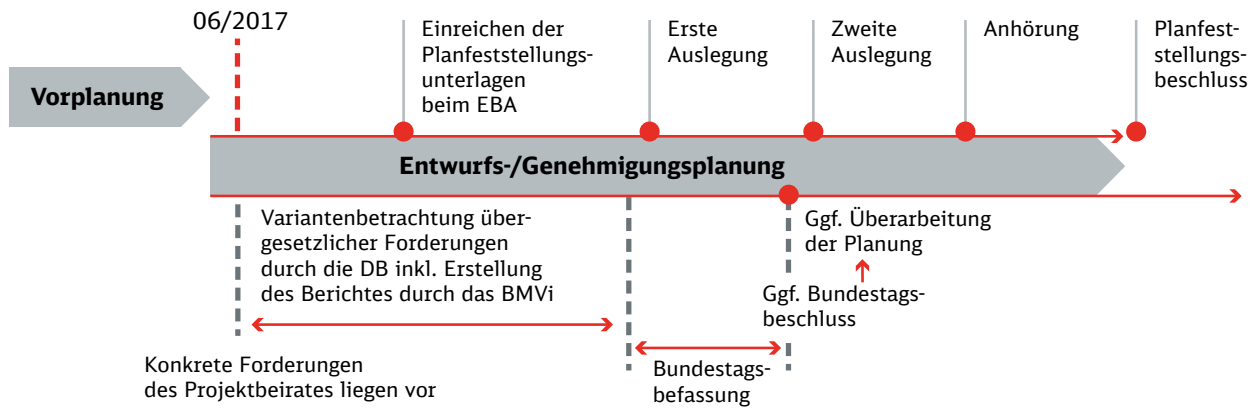 06/2017
Einreichen der
Planfeststellungs-
unterlagen
beim EBA
Erste
Auslegung
Zweite
Auslegung
Anhörung
Planfest-
stellungs-
beschluss
Vorplanung
Entwurfs-/Genehmigungsplanung
Variantenbetrachtung über-
gesetzlicher Forderungen
durch die DB inkl. Erstellung
des Berichtes durch das BMVi
Ggf. Überarbeitung
der Planung
Ggf. Bundestags-
beschluss
Konkrete Forderungen
des Projektbeirates liegen vor
Bundestags-
befassung